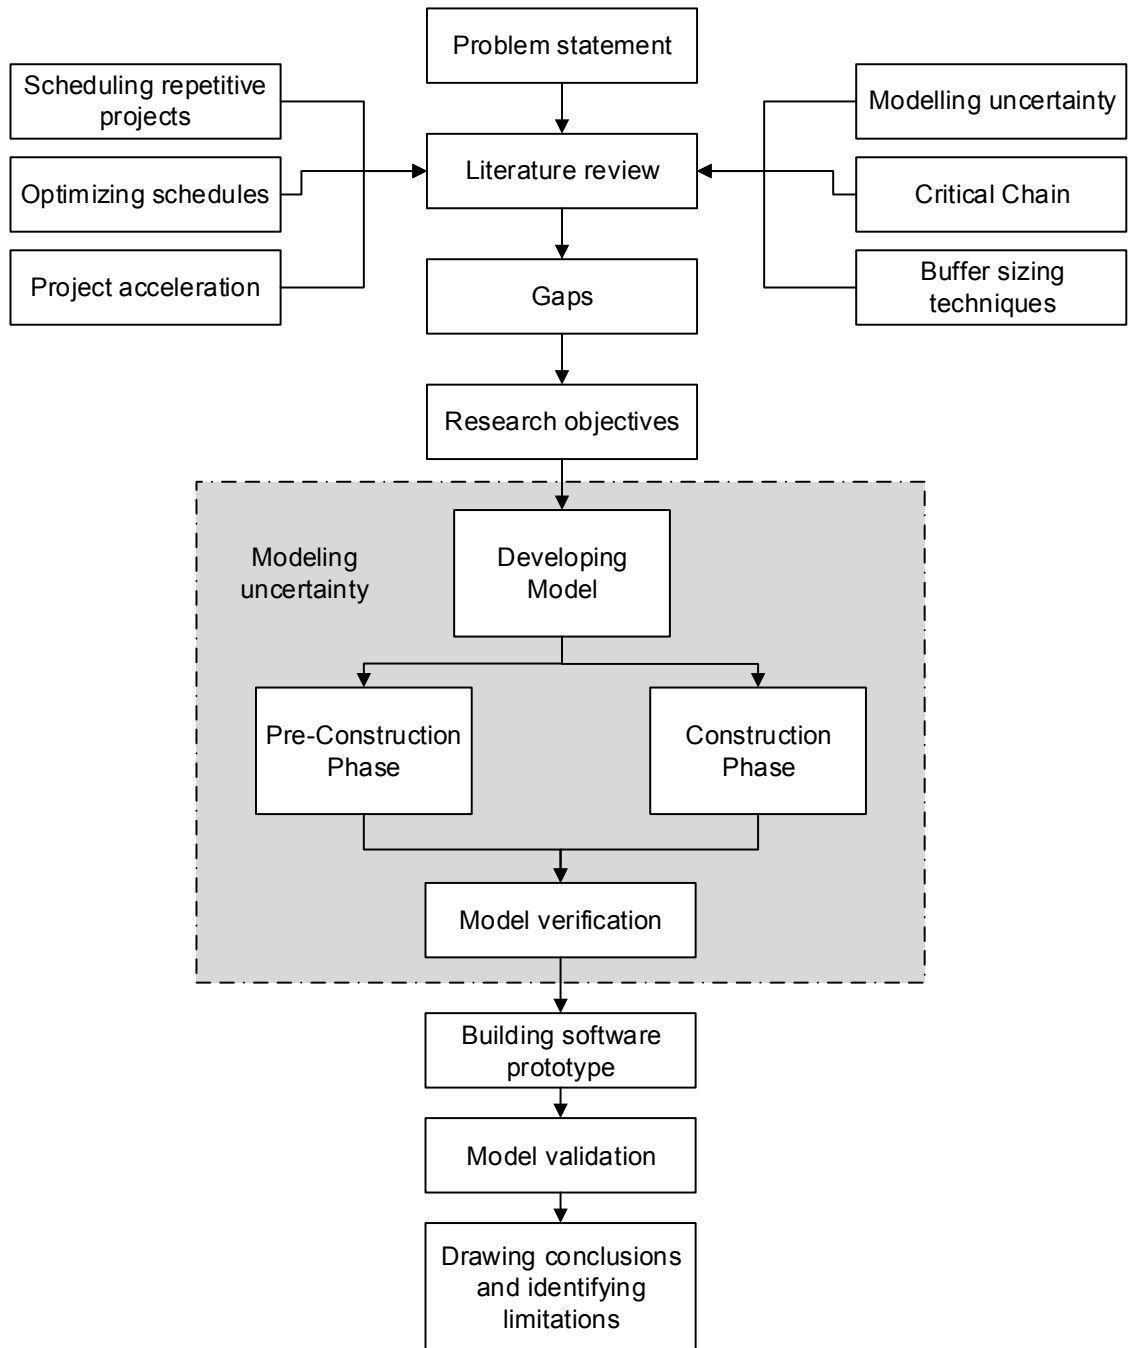 Problem statement
Scheduling repetitive
projects
Modelling uncertainty
Literature review
Optimizing schedules
Critical Chain
Project acceleration
Gaps
Buffer sizing
techniques
Research objectives
Modeling
uncertainty
Developing
Model
Pre-Construction
Phase
Construction
Phase
Model verification
Building software
prototype
Model validation
Drawing conclusions
and identifying
limitations